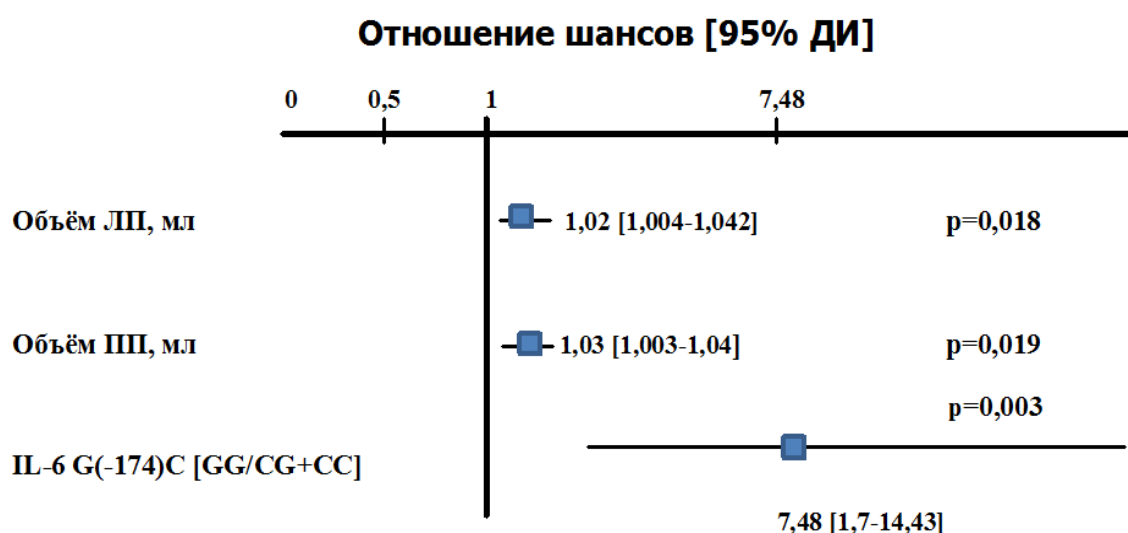 Отношение шансов [95% ДИ]
0 0,5 1 7,48
Объём ЛП, мл 1,02 [1,004-1,042] p=0,018
Объём ПП, мл 1,03 [1,003-1,04] p=0,019
p=0,003
IL-6 G(-174)C [GG/CG+CC]
7,48 [1,7-14,43]